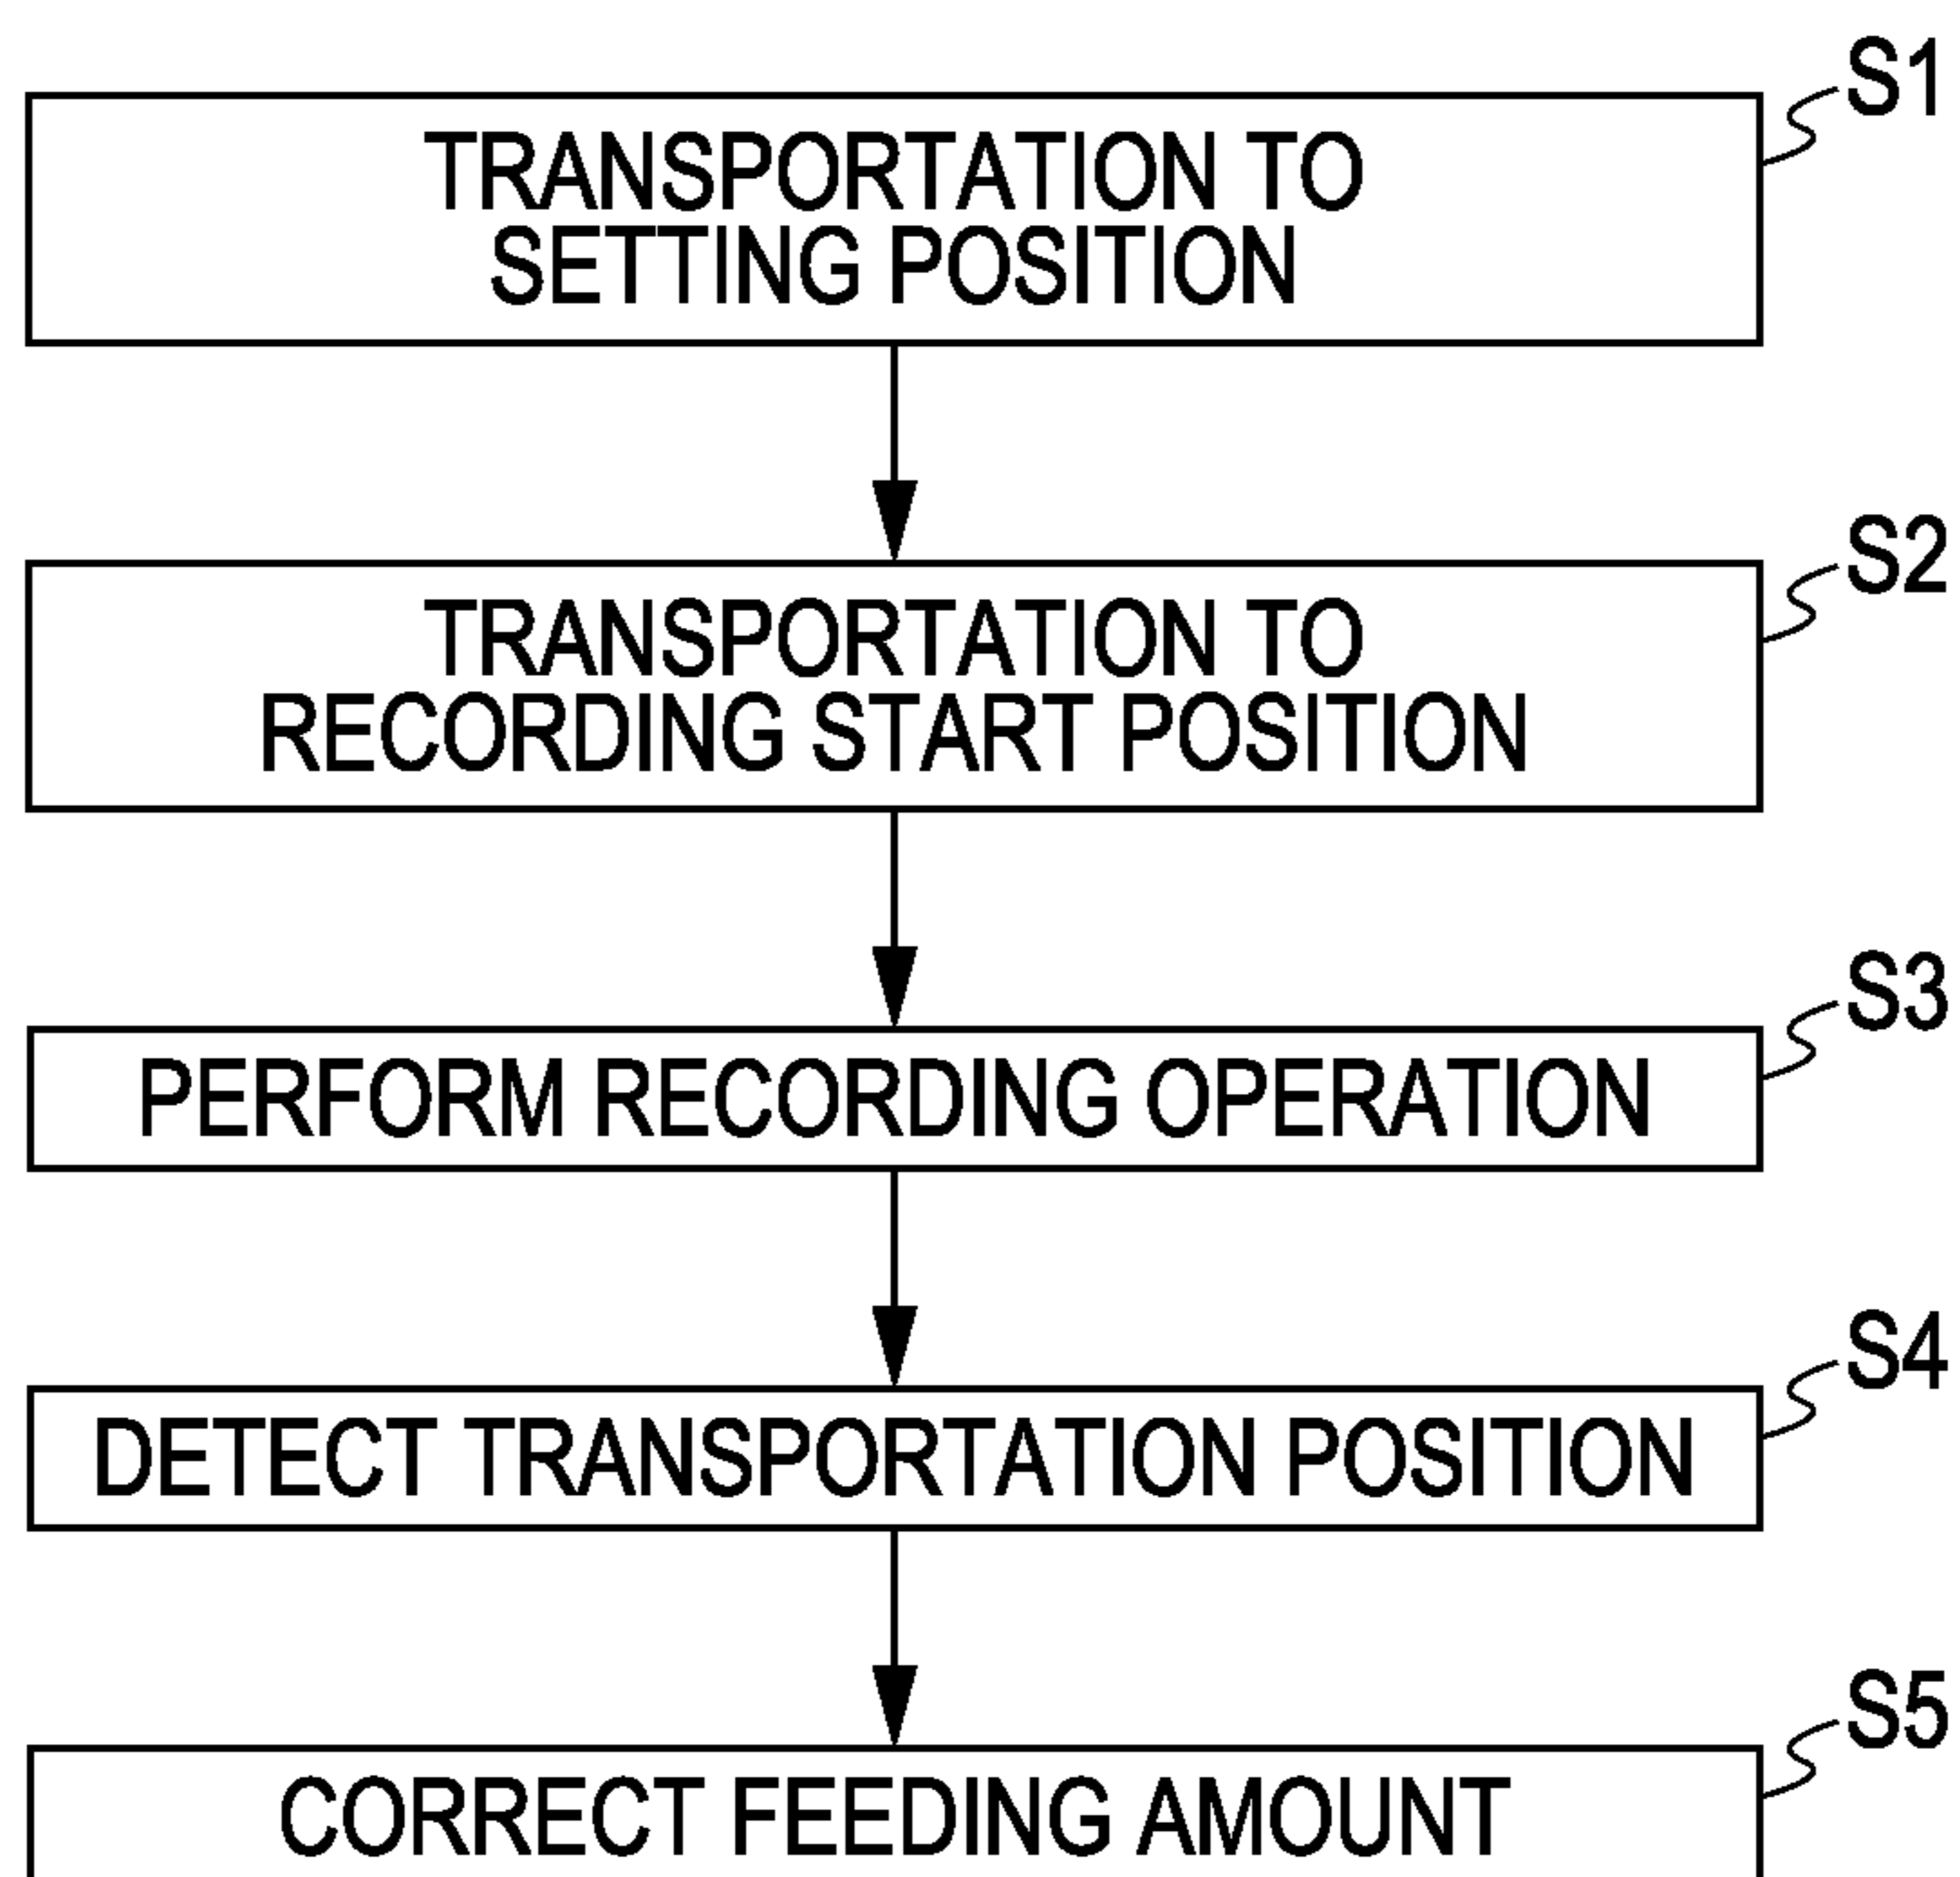 S1
TRANSPORTATION TO
SETTING POSITION
S2
TRANSPORTATION TO
RECORDING START POSITION
S3
PERFORM RECORDING OPERATION
S4
DETECT TRANSPORTATION POSITION
S5
CORRECT FEEDING AMOUNT